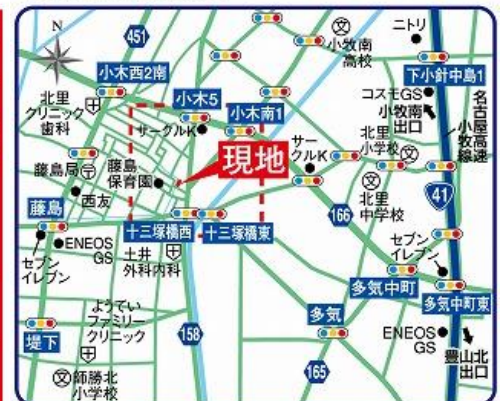 N
451
小牧南
高校
ニトリ
小木西2南
下小針中島1
北里
クリニック
歯科
小木5
サークルK
小木南1
コスモGS
小牧南
出口
名古屋高速
小牧線
北里
小学校
サー
クルK
現地
藤島局
藤島
保育園
西友
41
北里
中学校
166
藤島
十三塚橋西
十三塚橋東
セブン
イレブン
ENEOS
GS
土井
外科内科
セブン
イレブン
多気中町
多気中町東
ようてい
ファミリー
クリニック
158
多気
堤下
ENEOS
GS
豊山北
出口
165
師勝北
小学校
文
文
文
文